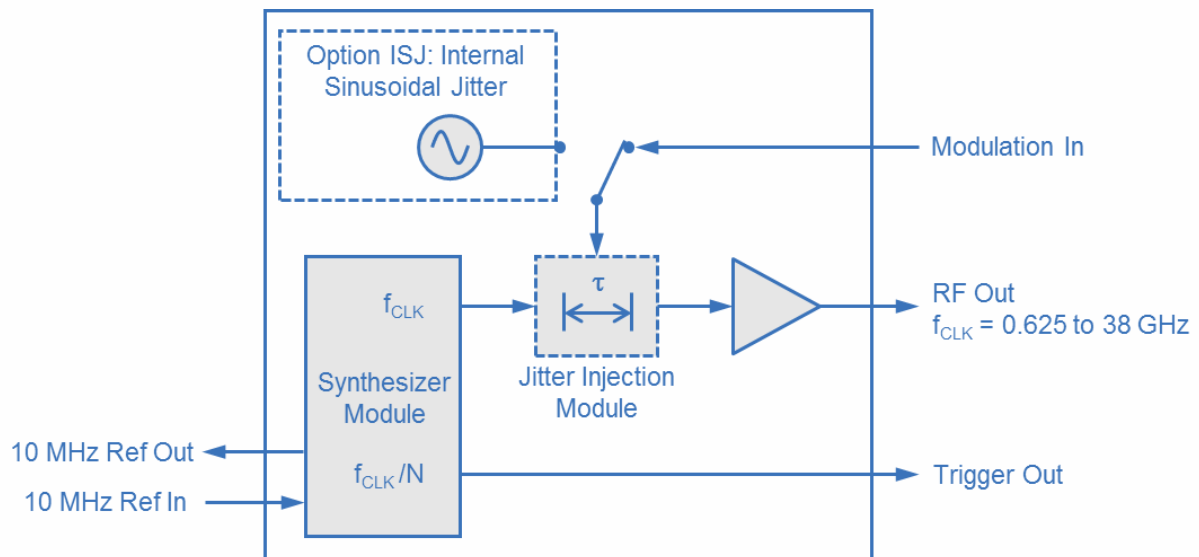 Option ISJ: Internal
Sinusoidal Jitter
Modulation In
f_CLK
τ
RF Out
f_CLK = 0.625 to 38 GHz
Jitter Injection
Module
Synthesizer
Module
10 MHz Ref Out
f_CLK/N
Trigger Out
10 MHz Ref In